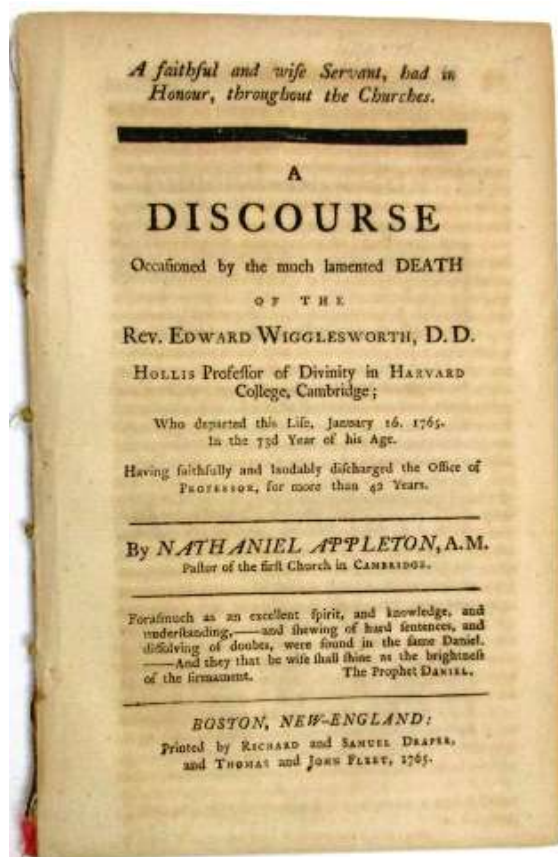 A faithful and wiſe Servant, had in
Honour, throughout the Churches.
A
DISCOURSE
Occaſioned by the much lamented DEATH
OF THE
Rev. EDWARD WIGGLESWORTH, D.D.
HOLLIS Profeſſor of Divinity in HARVARD
College, Cambridge;
Who departed this Life, January 16. 1765.
In the 73d Year of his Age.
Having faithfully and laudably diſcharged the Office of
PROFESSOR, for more than 42 Years.
By NATHANIEL APPLETON, A.M.
Paſtor of the firſt Church in CAMBRIDGE.
Foraſmuch as an excellent ſpirit, and knowledge, and
underſtanding,—and ſhewing of hard ſentences, and
diſſolving of doubts, were found in the ſame Daniel.
—And they that be wiſe ſhall ſhine as the brightneſs
of the firmament. The Prophet DANIEL.
BOSTON, NEW-ENGLAND:
Printed by RICHARD and SAMUEL DRAPER,
and THOMAS and JOHN FLEET, 1765.